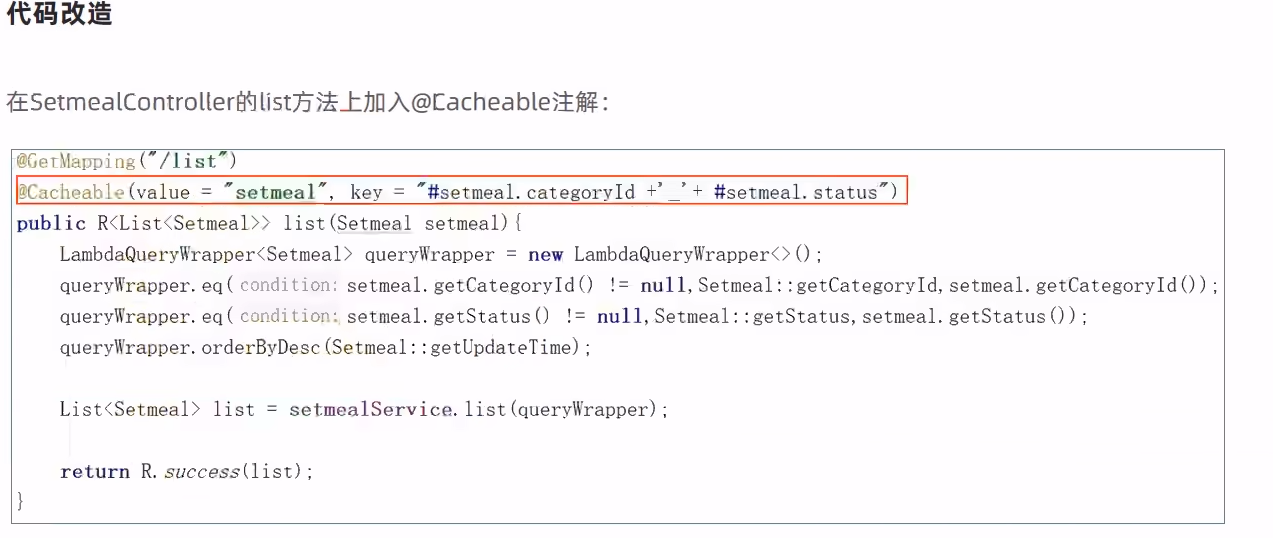 代码改造
在SetmealController的list方法上加入@Cacheable注解：
@GetMapping("/list")
@Cacheable(value = "setmeal", key = "#setmeal.categoryId +'_'+ #setmeal.status")
public R<List<Setmeal>> list(Setmeal setmeal){
LambdaQueryWrapper<Setmeal> queryWrapper = new LambdaQueryWrapper<>();
queryWrapper.eq( condition: setmeal.getCategoryId() != null,Setmeal::getCategoryId,setmeal.getCategoryId());
queryWrapper.eq( condition: setmeal.getStatus() != null,Setmeal::getStatus,setmeal.getStatus());
queryWrapper.orderByDesc(Setmeal::getUpdateTime);
List<Setmeal> list = setmealService.list(queryWrapper);
return R.success(list);
}